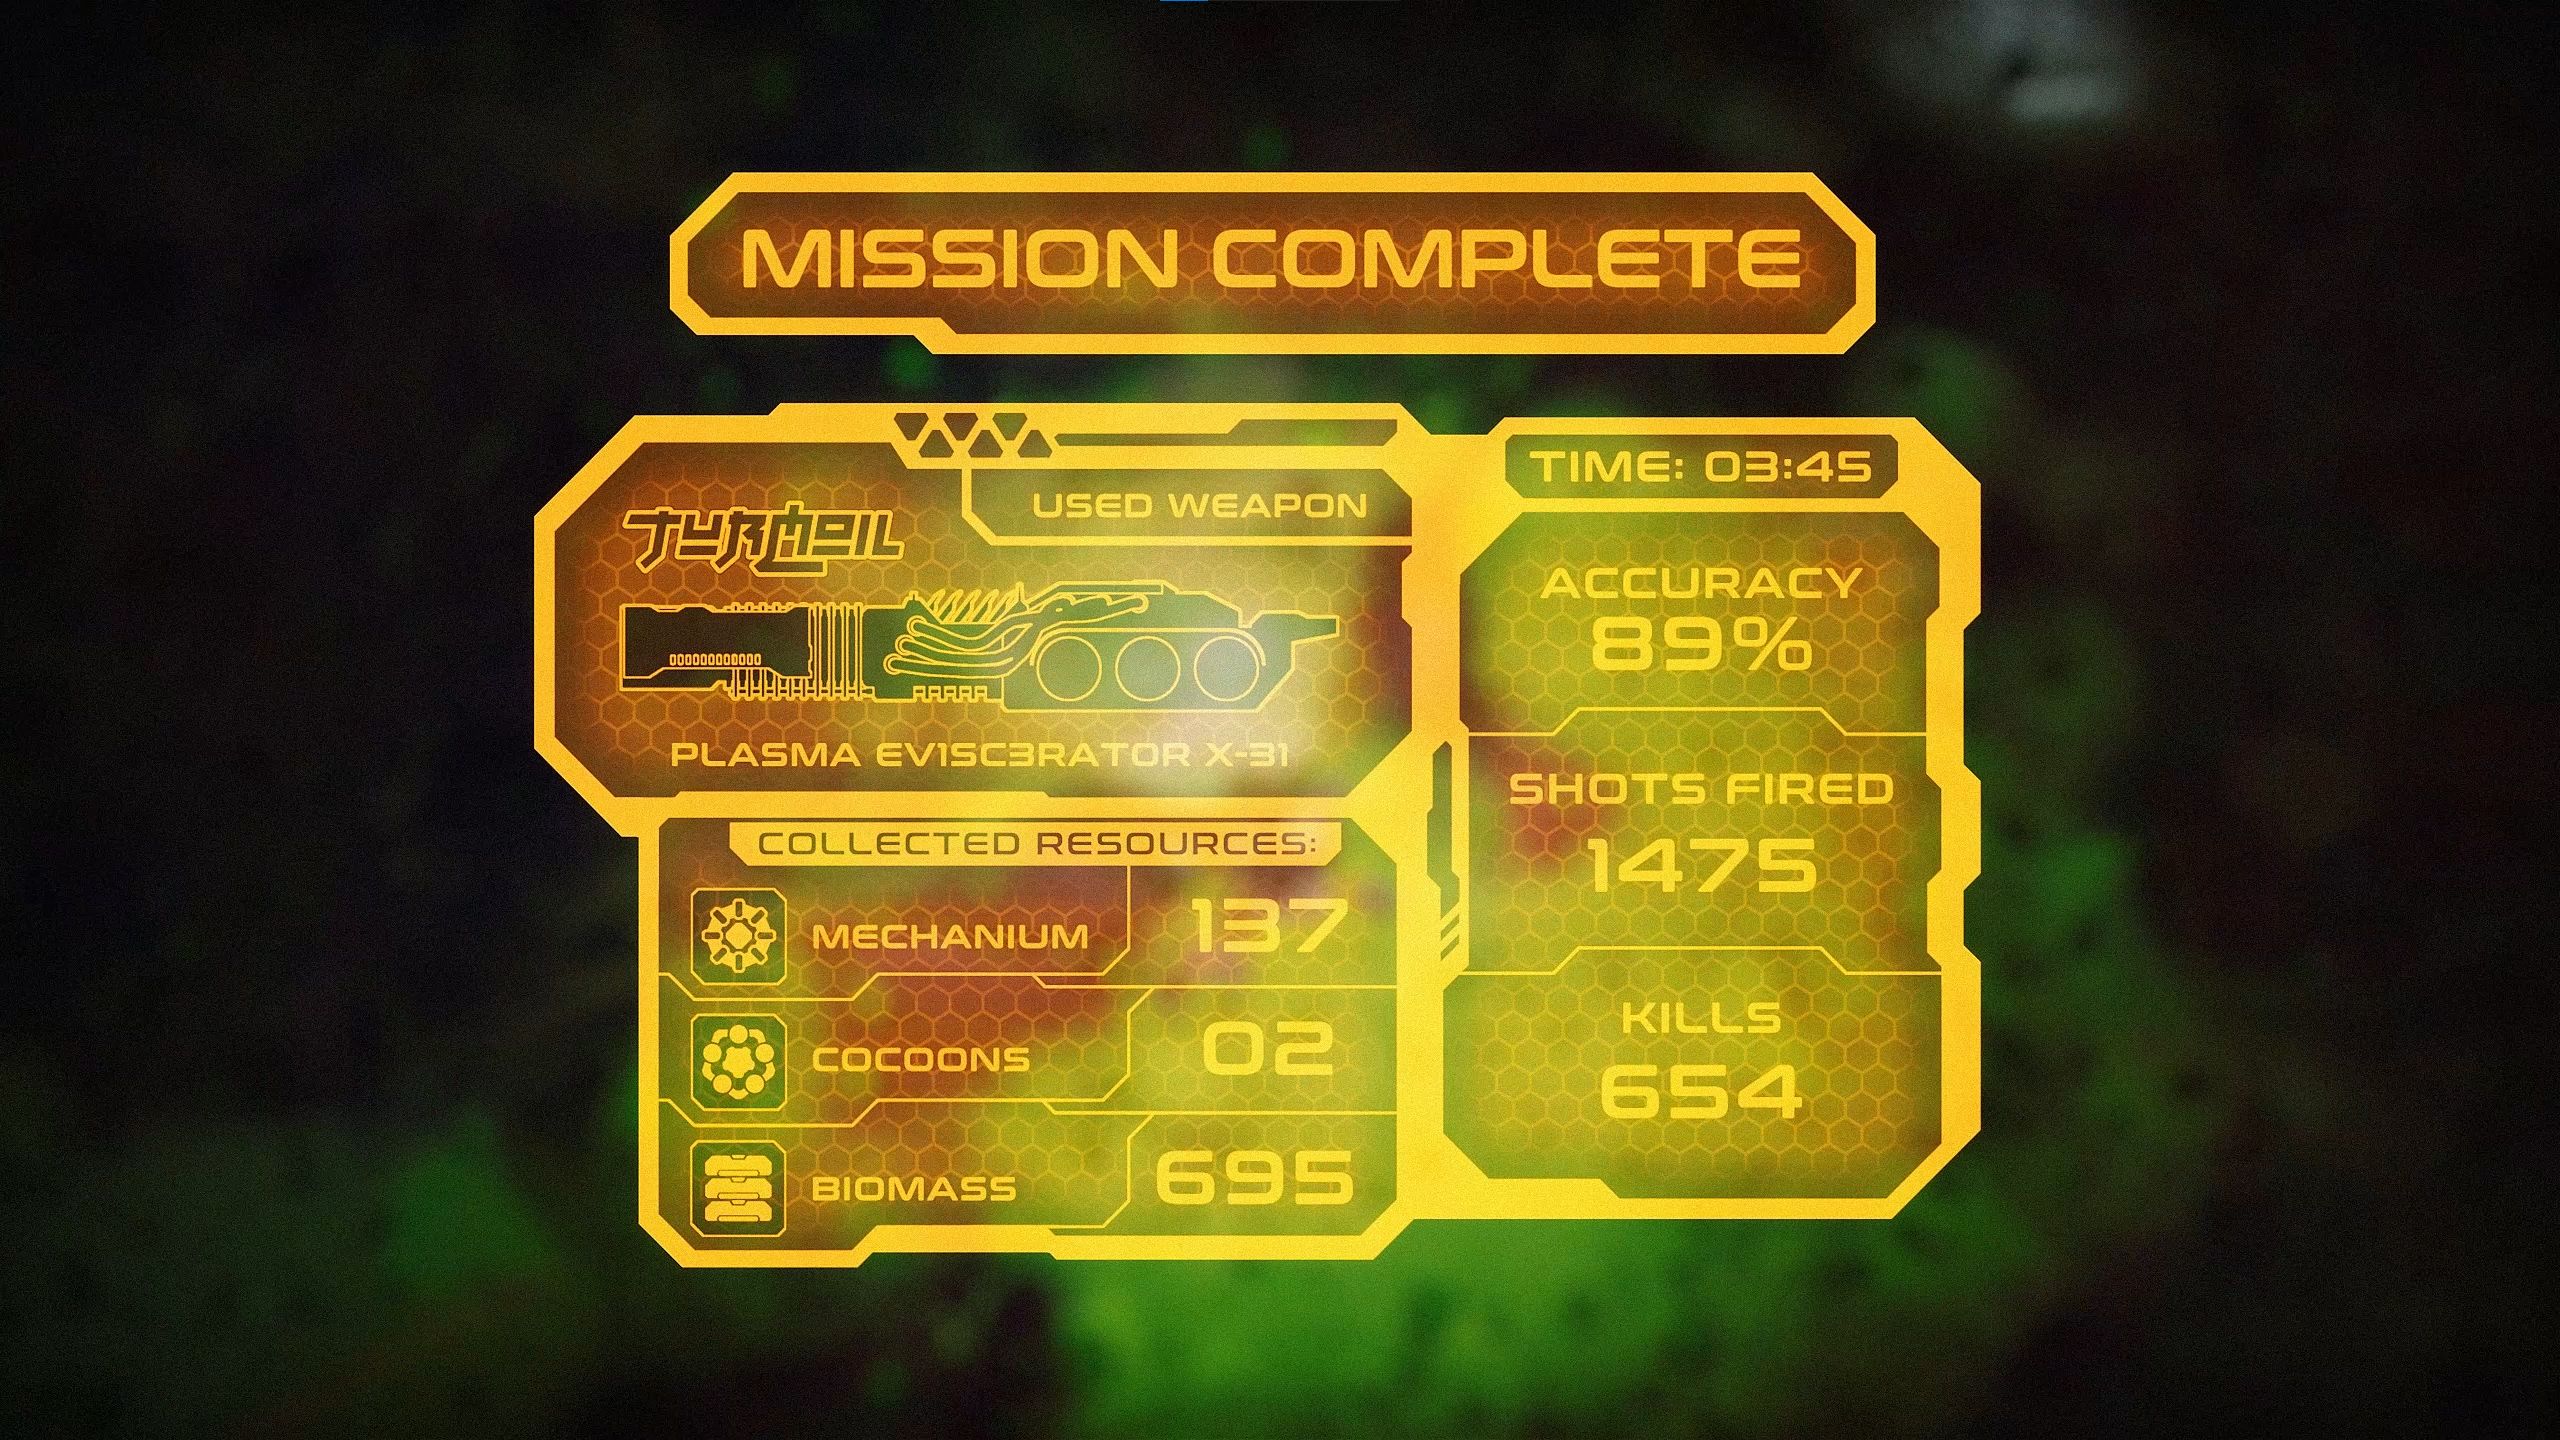 MISSION COMPLETE
USED WEAPON
TURMOIL
PLASMA EV1SC3RATOR X-31
TIME: 03:45
ACCURACY
89%
SHOTS FIRED
1475
KILLS
654
COLLECTED RESOURCES:
MECHANIUM
137
COCOONS
02
BIOMASS
695